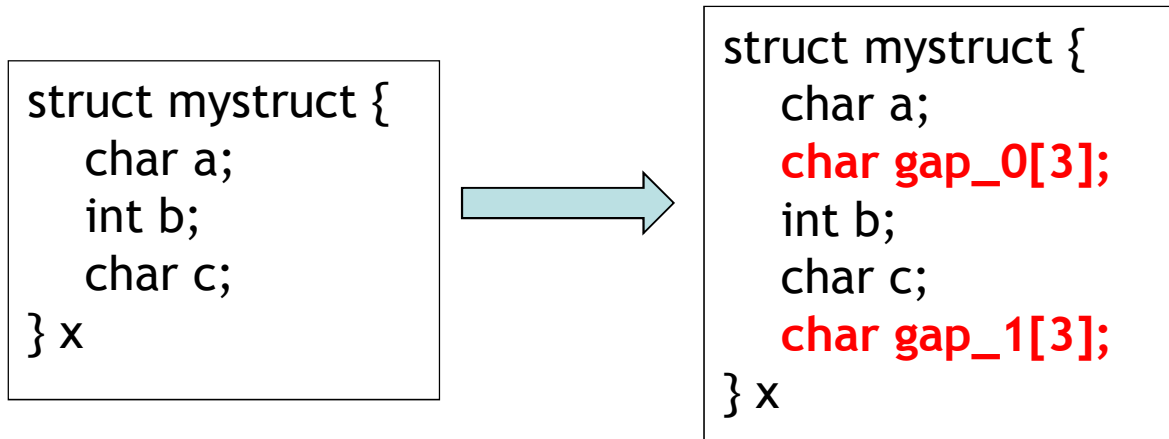 struct mystruct {
char a;
int b;
char c;
} x
struct mystruct {
char a;
char gap_0[3];
int b;
char c;
char gap_1[3];
} x